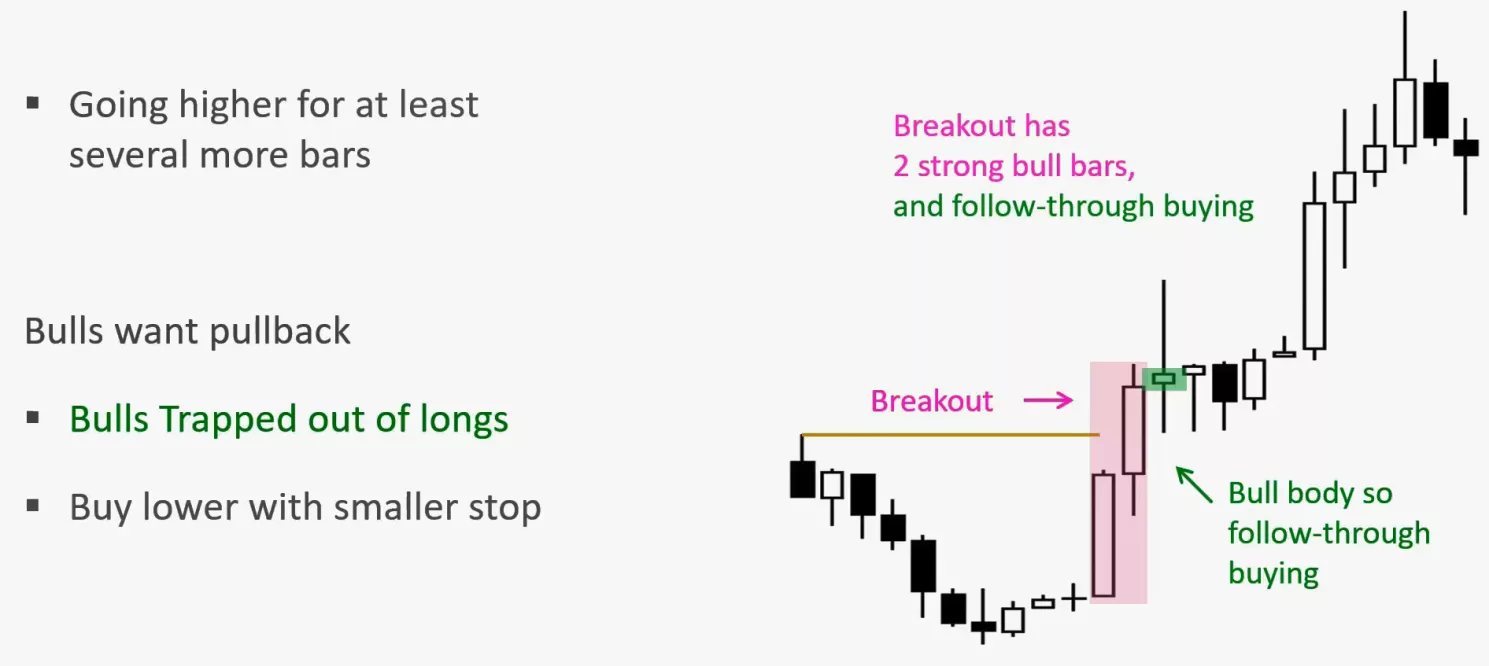 ▪ Going higher for at least
several more bars
Bulls want pullback
▪ Bulls Trapped out of longs
▪ Buy lower with smaller stop
Breakout has
2 strong bull bars,
and follow-through buying
Breakout
Bull body so
follow-through
buying